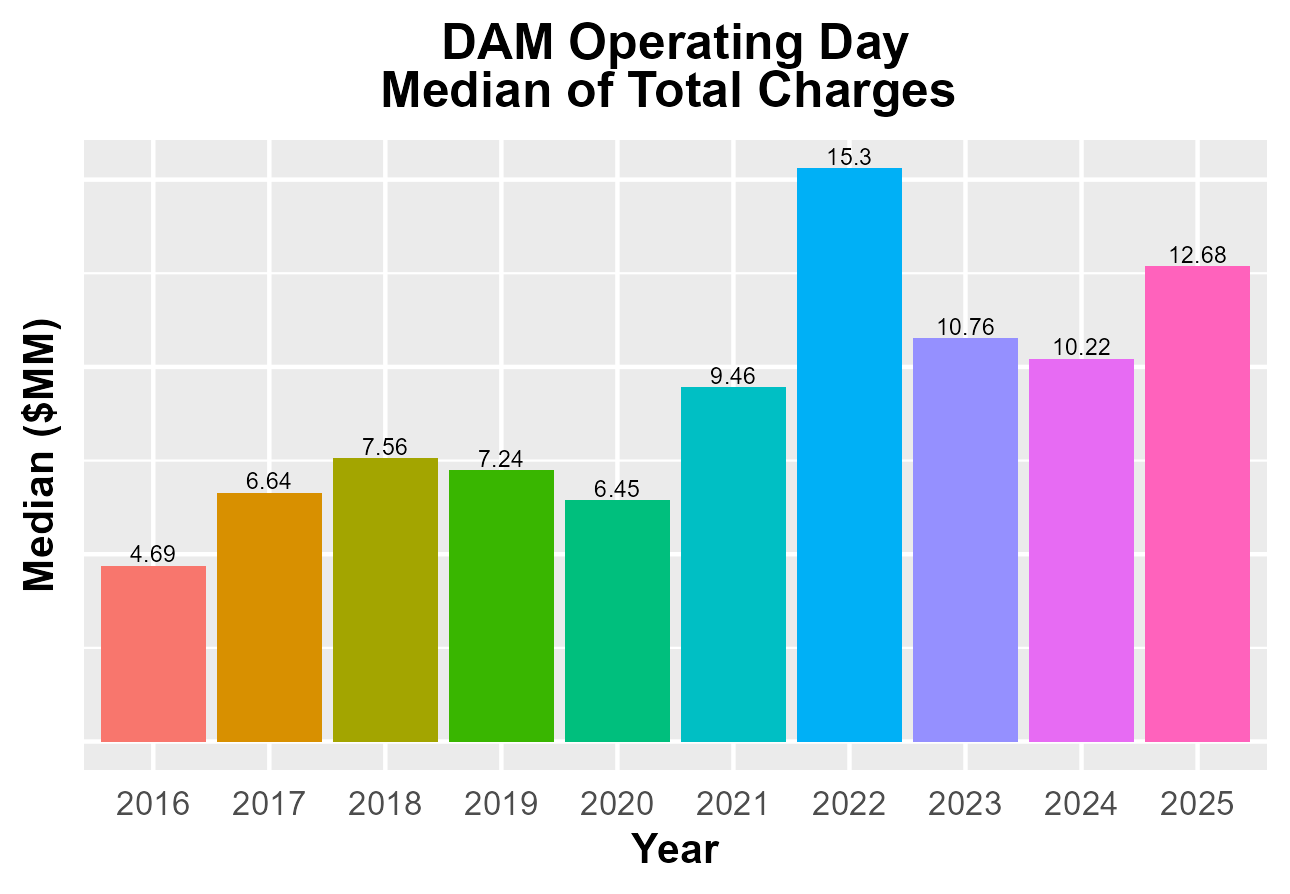 DAM Operating Day
Median of Total Charges
Median ($MM)
4.69
6.64
7.56
7.24
6.45
9.46
15.3
10.76
10.22
12.68
2016 2017 2018 2019 2020 2021 2022 2023 2024 2025
Year